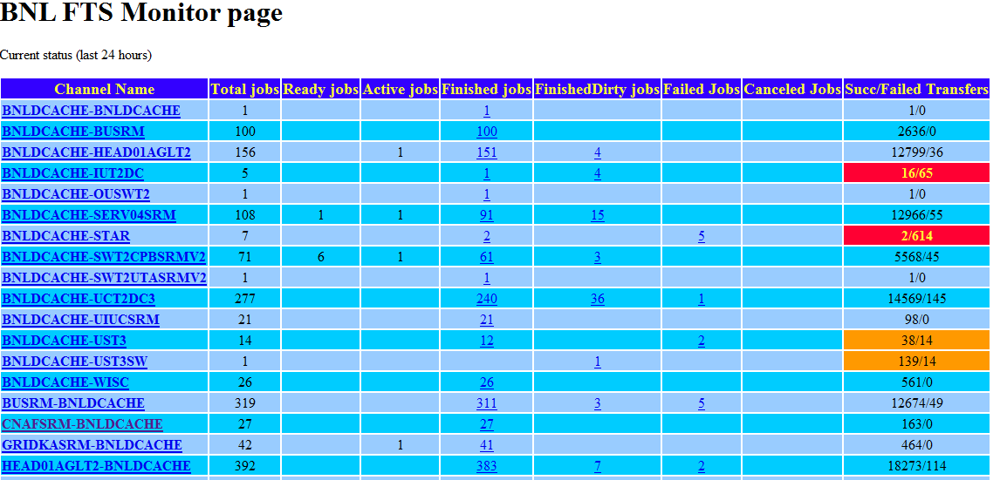 BNL FTS Monitor page
Current status (last 24 hours)
Channel Name Total jobs Ready jobs Active jobs Finished jobs FinishedDirty jobs Failed Jobs Canceled Jobs Succ/Failed Transfers
BNLDCACHE-BNLDCACHE 1 1 1/0
BNLDCACHE-BUSRM 100 100 2636/0
BNLDCACHE-HEAD01AGLT2 156 1 151 4 12799/36
BNLDCACHE-IUT2DC 5 1 4 16/65
BNLDCACHE-OUSWT2 1 1 1/0
BNLDCACHE-SERV04SRM 108 1 1 91 15 12966/55
BNLDCACHE-STAR 7 2 5 2/614
BNLDCACHE-SWT2CPBSRMV2 71 6 1 61 3 5568/45
BNLDCACHE-SWT2UTASRMV2 1 1 1/0
BNLDCACHE-UCT2DC3 277 240 36 1 14569/145
BNLDCACHE-UIUCSRM 21 21 98/0
BNLDCACHE-UST3 14 12 2 38/14
BNLDCACHE-UST3SW 1 1 139/14
BNLDCACHE-WISC 26 26 561/0
BUSRM-BNLDCACHE 319 311 3 5 12674/49
CNAFSRM-BNLDCACHE 27 27 163/0
GRIDKASRM-BNLDCACHE 42 1 41 464/0
HEAD01AGLT2-BNLDCACHE 392 383 7 2 18273/114